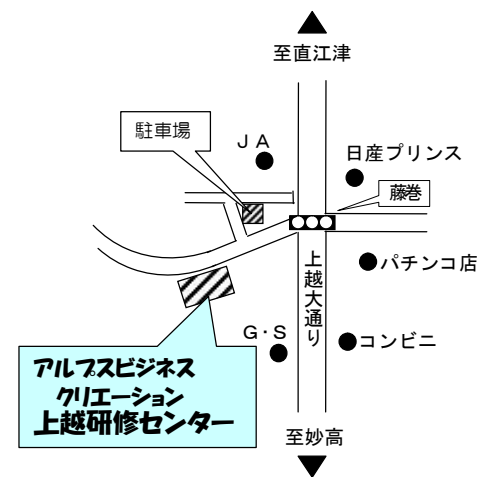 至直江津
駐車場
ＪＡ
日産プリンス
藤巻
上越大通り
パチンコ店
Ｇ・Ｓ
コンビニ
アルプスビジネス
クリエーション
上越研修センター
至妙高